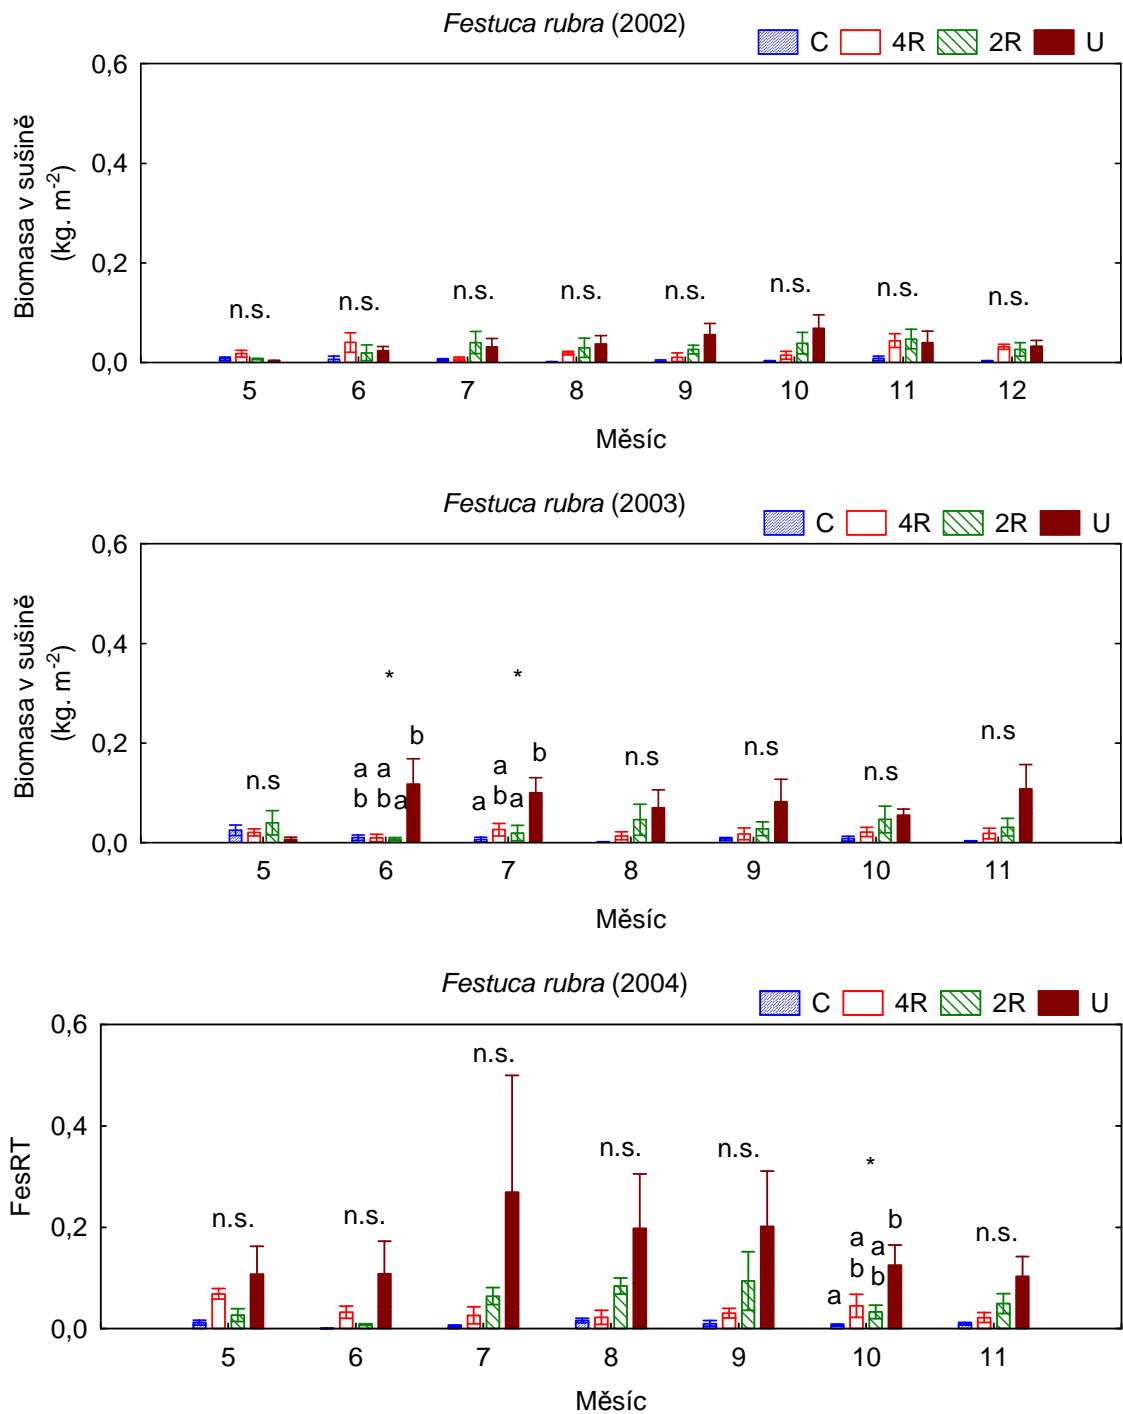 Festuca rubra (2002)
C 4R 2R U
0,6
0,4
0,2
0,0
Biomasa v sušině
(kg. m-2)
n.s. n.s. n.s. n.s. n.s. n.s. n.s. n.s.
5 6 7 8 9 10 11 12
Měsíc
Festuca rubra (2003)
C 4R 2R U
0,6
0,4
0,2
0,0
Biomasa v sušině
(kg. m-2)
* *
n.s a b a b a b a a b a b n.s n.s n.s n.s
5 6 7 8 9 10 11
Měsíc
Festuca rubra (2004)
C 4R 2R U
0,6
0,4
0,2
0,0
FesRT
n.s. n.s. n.s. n.s. n.s. * n.s.
a a b a b b
5 6 7 8 9 10 11
Měsíc